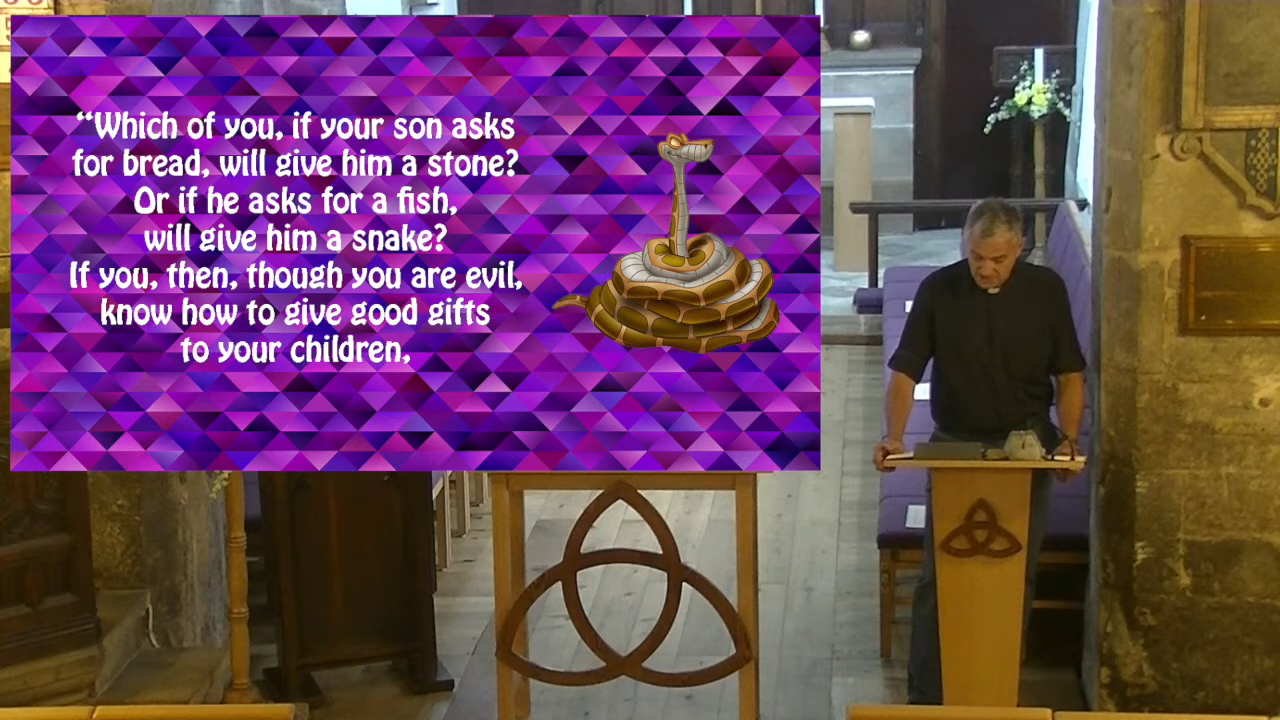 “Which of you, if your son asks
for bread, will give him a stone?
Or if he asks for a fish,
will give him a snake?
If you, then, though you are evil,
know how to give good gifts
to your children,